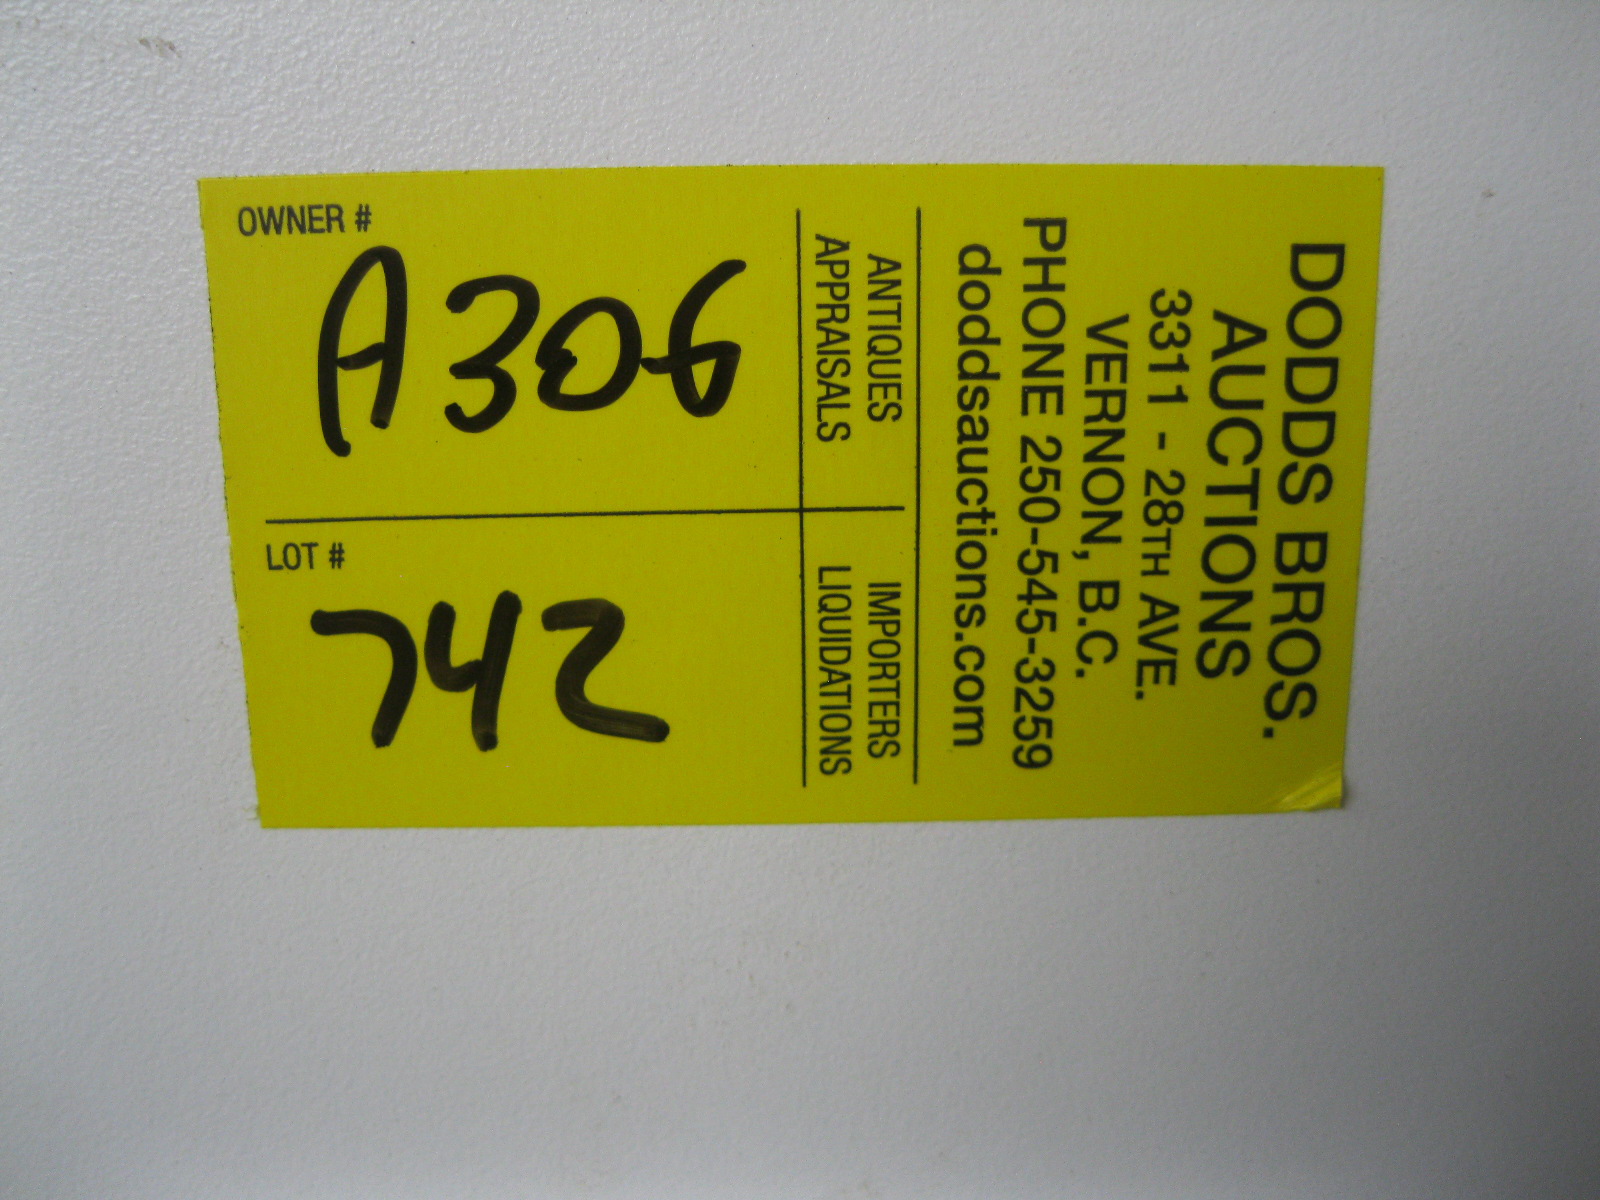 OWNER #
A306
LOT #
742
DODDS BROS.
AUCTIONS
3311 - 28TH AVE.
VERNON, B.C.
PHONE 250-545-3259
doddsauctions.com
ANTIQUES IMPORTERS
APPRAISALS LIQUIDATIONS